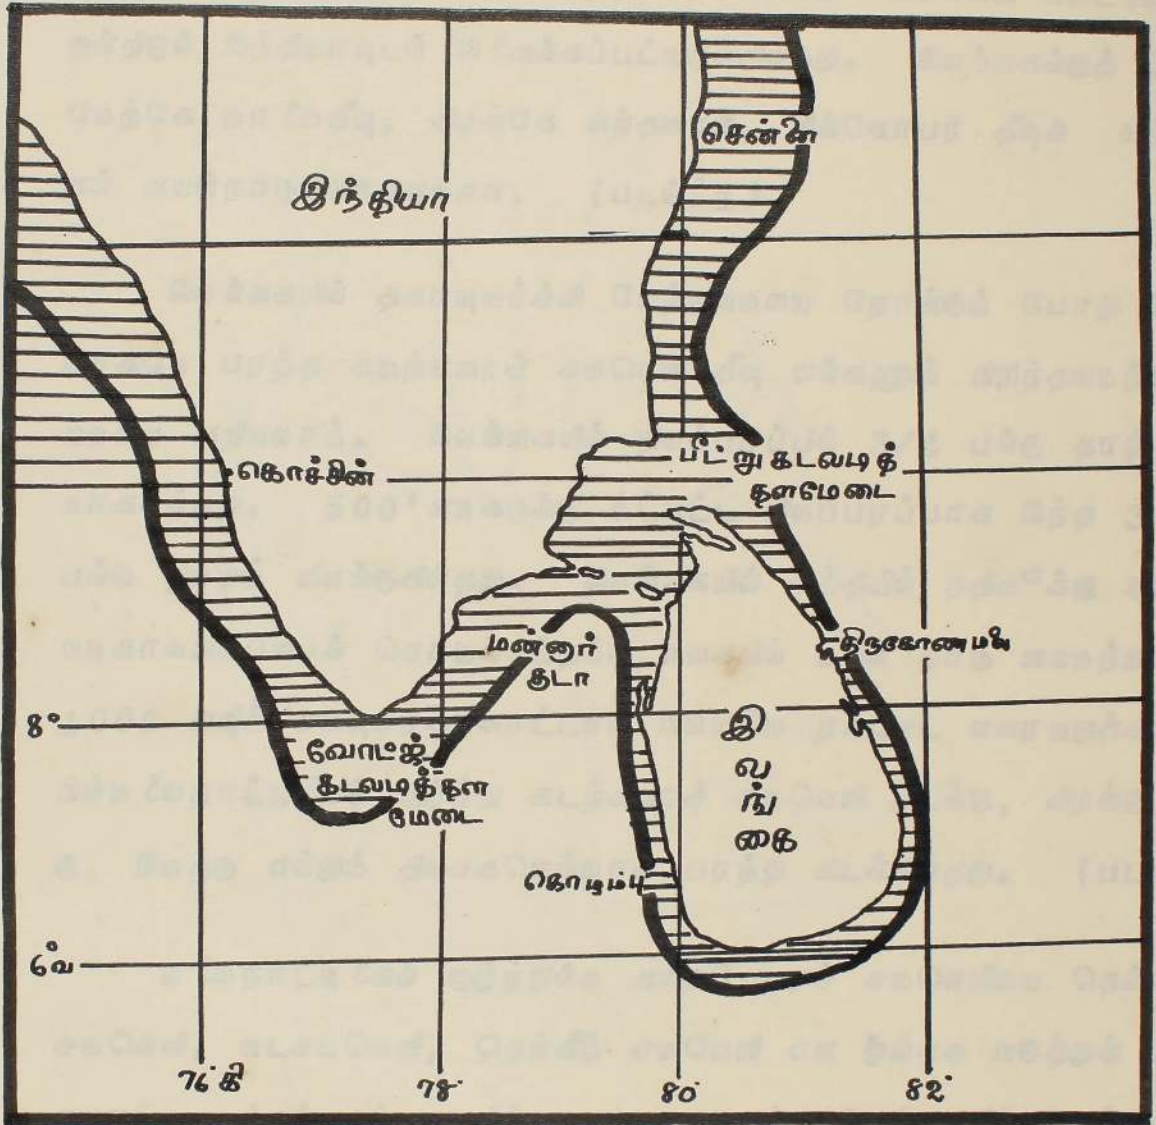 சென்னை
இந்தியா
கொச்சின்
பீட்று கடலடித்
தளமேடை
திருகோணமலை
மன்னார்
குடா
8°
வோட்ஜ்
கடலடித்தள
மேடை
இ
ல
ங்
கை
கொழும்பு
6°வ
76°கி
78°
80°
82°